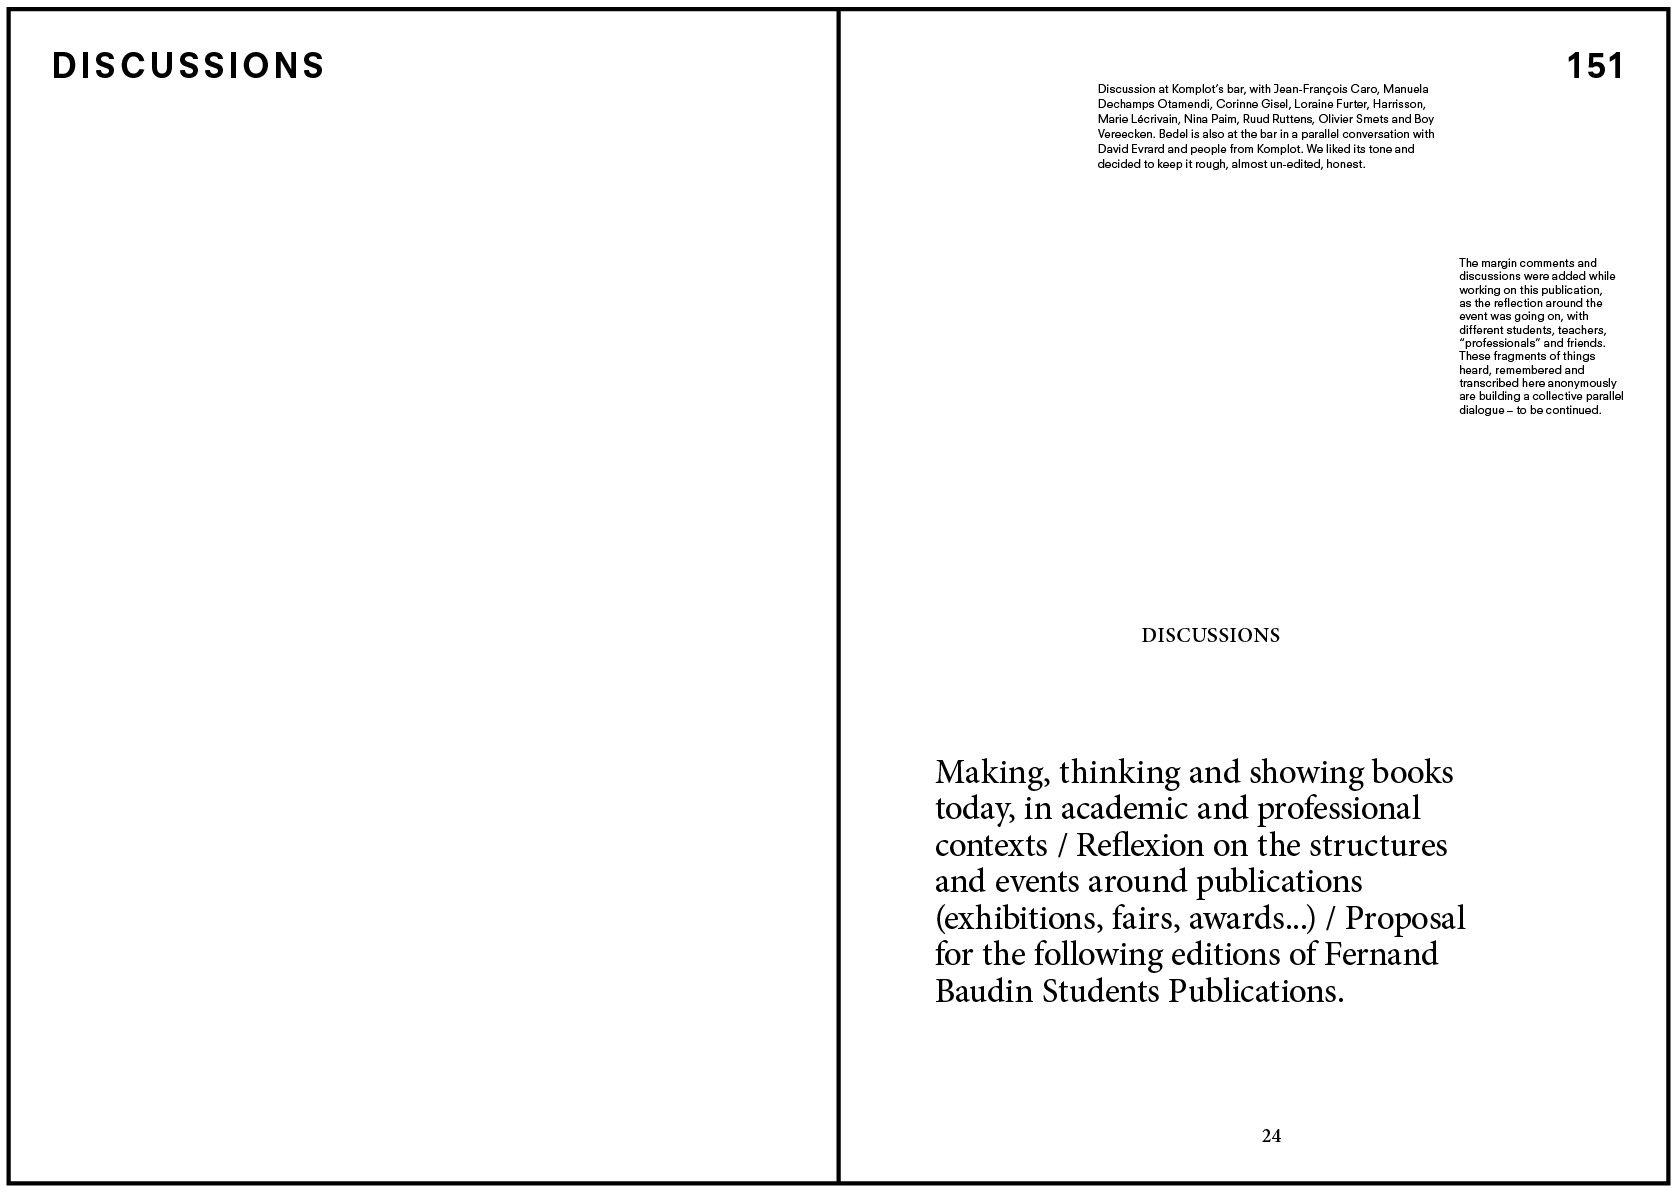 DISCUSSIONS
151
Discussion at Komplot’s bar, with Jean-François Caro, Manuela
Dechamps Otamendi, Corinne Gisel, Loraine Furter, Harrisson,
Marie Lécrivain, Nina Paim, Ruud Ruttens, Olivier Smets and Boy
Vereecken. Bedel is also at the bar in a parallel conversation with
David Evrard and people from Komplot. We liked its tone and
decided to keep it rough, almost un-edited, honest.
The margin comments and
discussions were added while
working on this publication,
as the reflection around the
event was going on, with
different students, teachers,
“professionals” and friends.
These fragments of things
heard, remembered and
transcribed here anonymously
are building a collective parallel
dialogue – to be continued.
DISCUSSIONS
Making, thinking and showing books
today, in academic and professional
contexts / Reflexion on the structures
and events around publications
(exhibitions, fairs, awards...) / Proposal
for the following editions of Fernand
Baudin Students Publications.
24